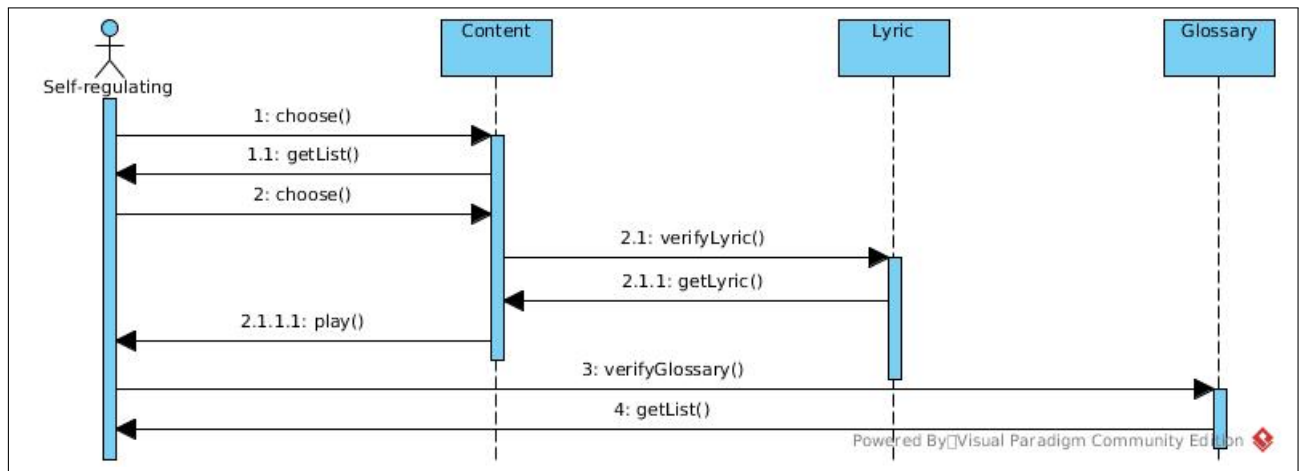 Content
Lyric
Glossary
Self-regulating
1: choose()
1.1: getList()
2: choose()
2.1: verifyLyric()
2.1.1: getLyric()
2.1.1.1: play()
3: verifyGlossary()
4: getList()
Powered By Visual Paradigm Community Edition